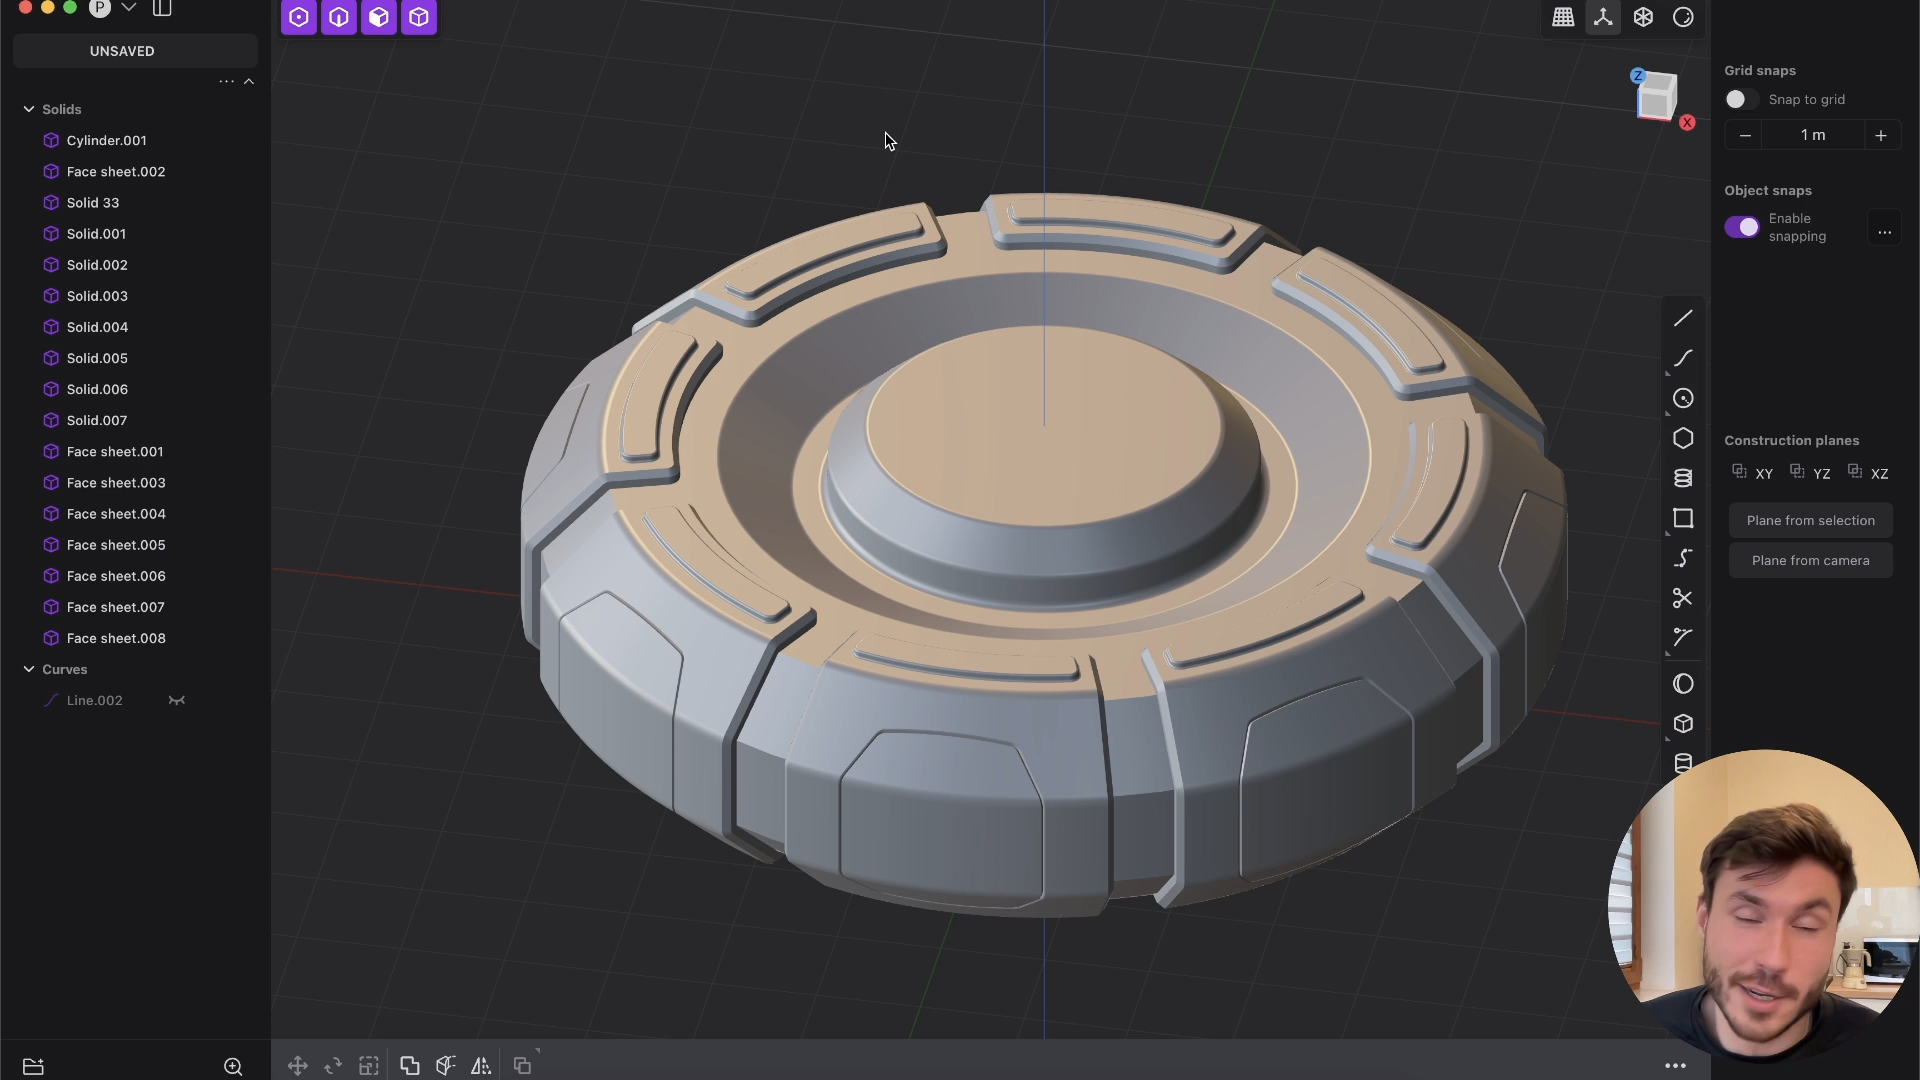 P
UNSAVED
Solids
Cylinder.001
Face sheet.002
Solid 33
Solid.001
Solid.002
Solid.003
Solid.004
Solid.005
Solid.006
Solid.007
Face sheet.001
Face sheet.003
Face sheet.004
Face sheet.005
Face sheet.006
Face sheet.007
Face sheet.008
Curves
Line.002
Z
X
Grid snaps
Snap to grid
1 m
Object snaps
Enable
snapping
Construction planes
XY YZ XZ
Plane from selection
Plane from camera